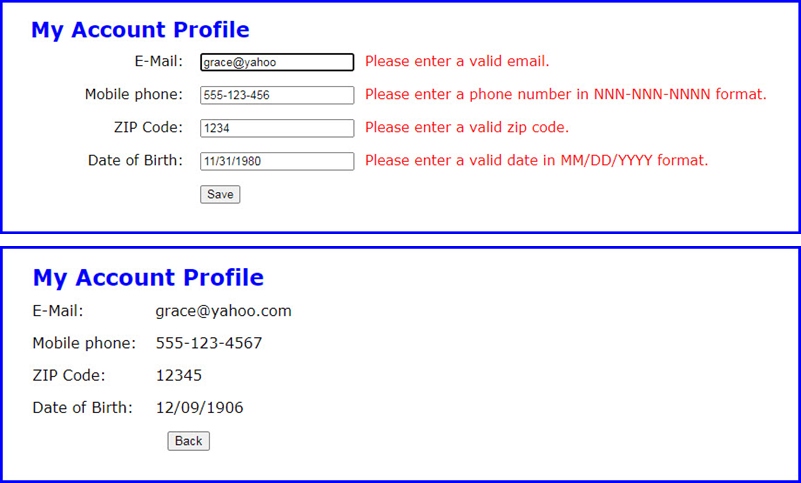 My Account Profile
E-Mail: grace@yahoo Please enter a valid email.
Mobile phone: 555-123-456 Please enter a phone number in NNN-NNN-NNNN format.
ZIP Code: 1234 Please enter a valid zip code.
Date of Birth: 11/31/1980 Please enter a valid date in MM/DD/YYYY format.
Save
My Account Profile
E-Mail: grace@yahoo.com
Mobile phone: 555-123-4567
ZIP Code: 12345
Date of Birth: 12/09/1906
Back